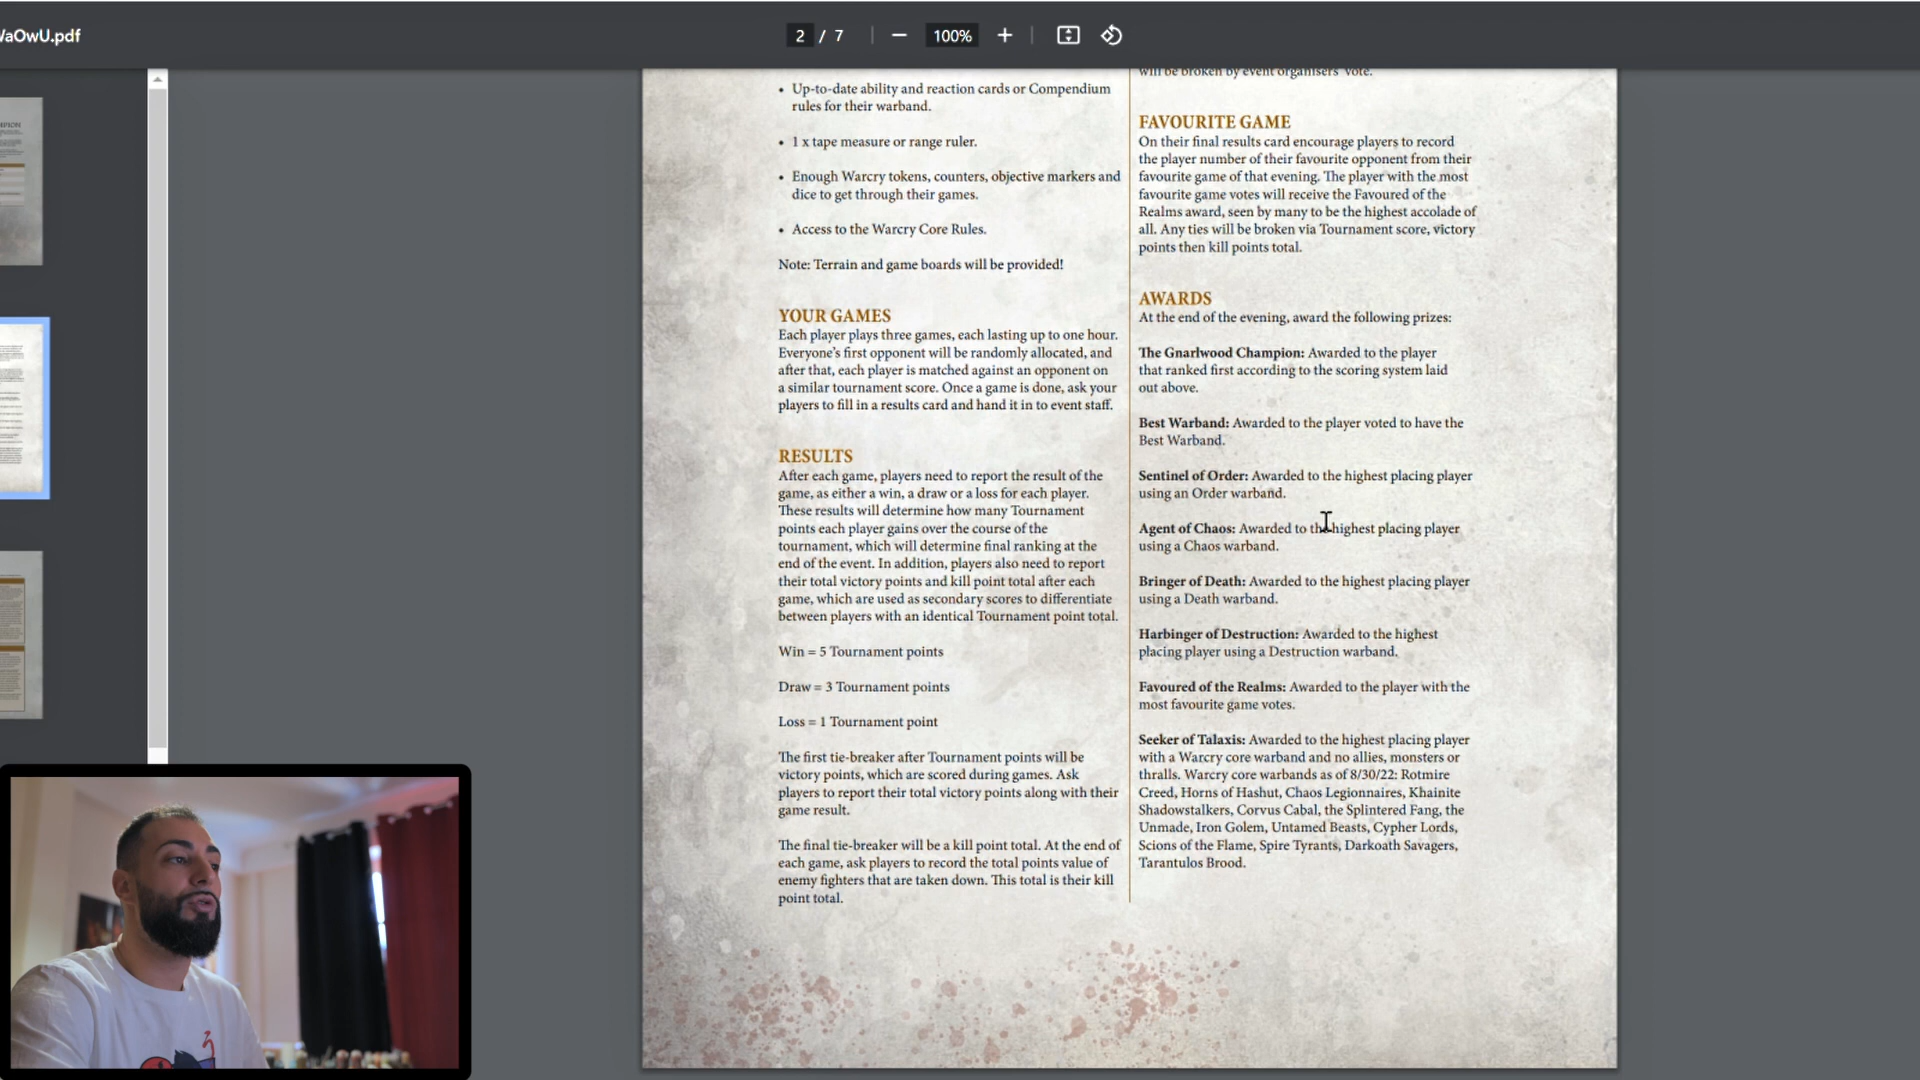 VaOwU.pdf
2 / 7
100%
• Up-to-date ability and reaction cards or Compendium
rules for their warband.
• 1 x tape measure or range ruler.
• Enough Warcry tokens, counters, objective markers and
dice to get through their games.
• Access to the Warcry Core Rules.
Note: Terrain and game boards will be provided!
YOUR GAMES
Each player plays three games, each lasting up to one hour.
Everyone's first opponent will be randomly allocated, and
after that, each player is matched against an opponent on
a similar tournament score. Once a game is done, ask your
players to fill in a results card and hand it in to event staff.
RESULTS
After each game, players need to report the result of the
game, as either a win, a draw or a loss for each player.
These results will determine how many Tournament
points each player gains over the course of the
tournament, which will determine final ranking at the
end of the event. In addition, players also need to report
their total victory points and kill point total after each
game, which are used as secondary scores to differentiate
between players with an identical Tournament point total.
Win = 5 Tournament points
Draw = 3 Tournament points
Loss = 1 Tournament point
The first tie-breaker after Tournament points will be
victory points, which are scored during games. Ask
players to report their total victory points along with their
game result.
The final tie-breaker will be a kill point total. At the end of
each game, ask players to record the total points value of
enemy fighters that are taken down. This total is their kill
point total.
will be broken by event organisers' vote.
FAVOURITE GAME
On their final results card encourage players to record
the player number of their favourite opponent from their
favourite game of that evening. The player with the most
favourite game votes will receive the Favoured of the
Realms award, seen by many to be the highest accolade of
all. Any ties will be broken via Tournament score, victory
points then kill points total.
AWARDS
At the end of the evening, award the following prizes:
The Gnarlwood Champion: Awarded to the player
that ranked first according to the scoring system laid
out above.
Best Warband: Awarded to the player voted to have the
Best Warband.
Sentinel of Order: Awarded to the highest placing player
using an Order warband.
Agent of Chaos: Awarded to the highest placing player
using a Chaos warband.
Bringer of Death: Awarded to the highest placing player
using a Death warband.
Harbinger of Destruction: Awarded to the highest
placing player using a Destruction warband.
Favoured of the Realms: Awarded to the player with the
most favourite game votes.
Seeker of Talaxis: Awarded to the highest placing player
with a Warcry core warband and no allies, monsters or
thralls. Warcry core warbands as of 8/30/22: Rotmire
Creed, Horns of Hashut, Chaos Legionnaires, Khainite
Shadowstalkers, Corvus Cabal, the Splintered Fang, the
Unmade, Iron Golem, Untamed Beasts, Cypher Lords,
Scions of the Flame, Spire Tyrants, Darkoath Savagers,
Tarantulos Brood.